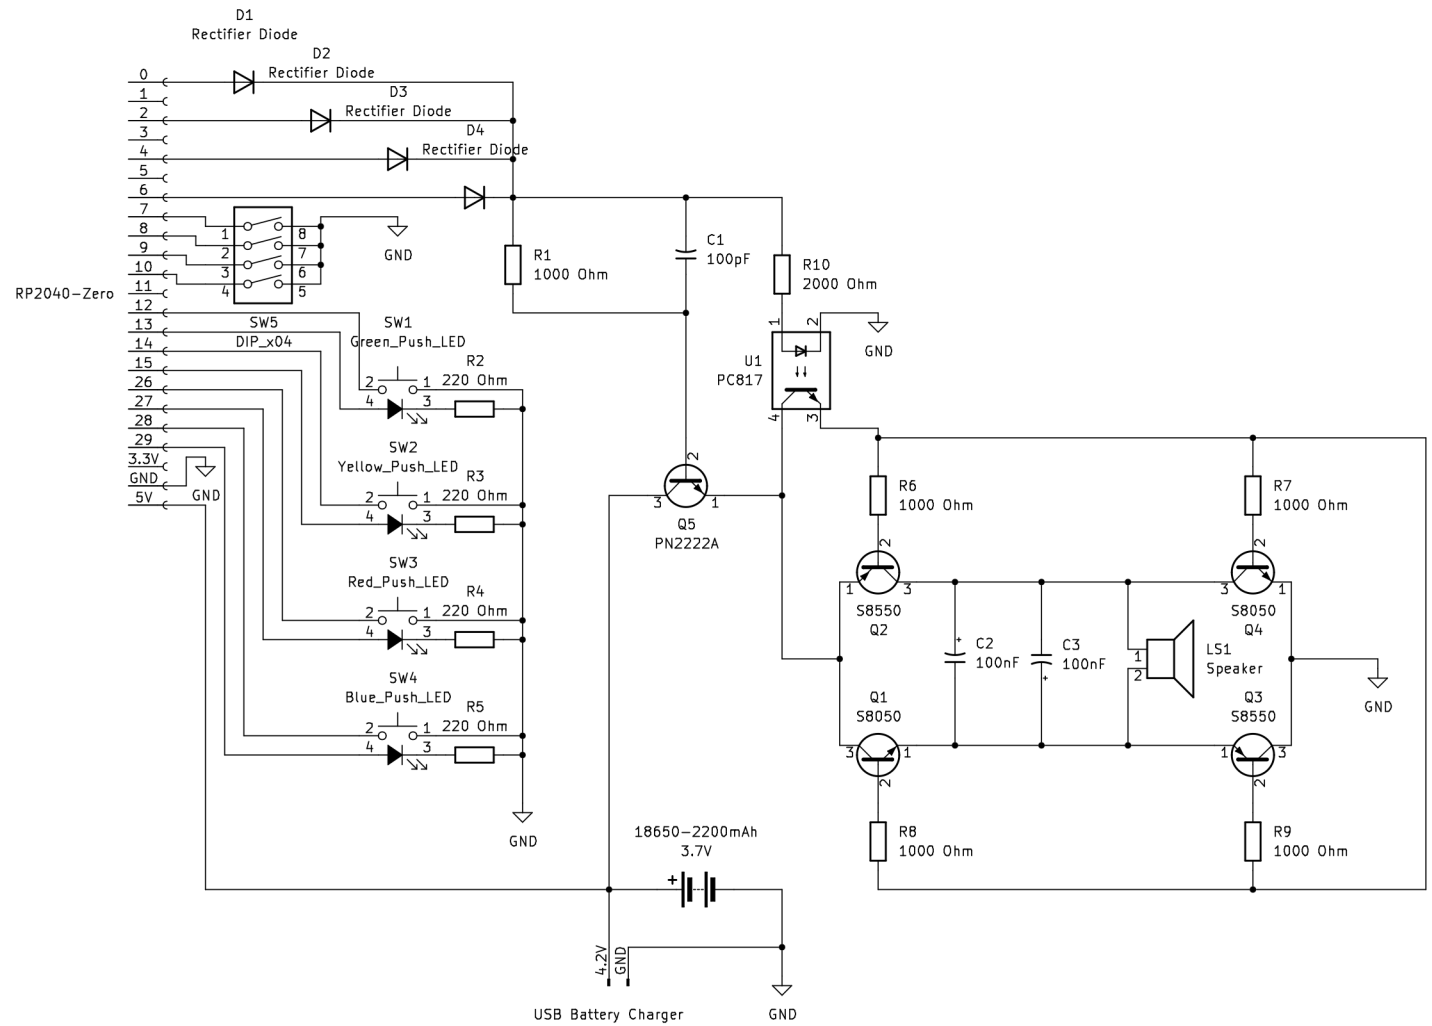 D1
Rectifier Diode
D2
Rectifier Diode
D3
Rectifier Diode
D4
Rectifier Diode
0
1
2
3
4
5
6
7
8
9
10
11
12
13
14
15
26
27
28
29
3.3V
GND
5V
RP2040-Zero
GND
1
2
3
4
8
7
6
5
SW5
DIP_x04
GND
R1
1000 Ohm
C1
100pF
R10
2000 Ohm
1
2
GND
U1
PC817
4
3
SW1
Green_Push_LED
2
1
4
3
R2
220 Ohm
SW2
Yellow_Push_LED
2
1
4
3
R3
220 Ohm
SW3
Red_Push_LED
2
1
4
3
R4
220 Ohm
SW4
Blue_Push_LED
2
1
4
3
R5
220 Ohm
GND
2
3
1
Q5
PN2222A
R6
1000 Ohm
R7
1000 Ohm
2
1
3
S8550
Q2
2
3
1
S8050
Q4
+
C2
100nF
C3
100nF
+
1
2
LS1
Speaker
GND
Q1
S8050
3
1
2
Q3
S8550
1
3
2
R8
1000 Ohm
R9
1000 Ohm
18650-2200mAh
3.7V
+
4.2V
GND
USB Battery Charger
GND